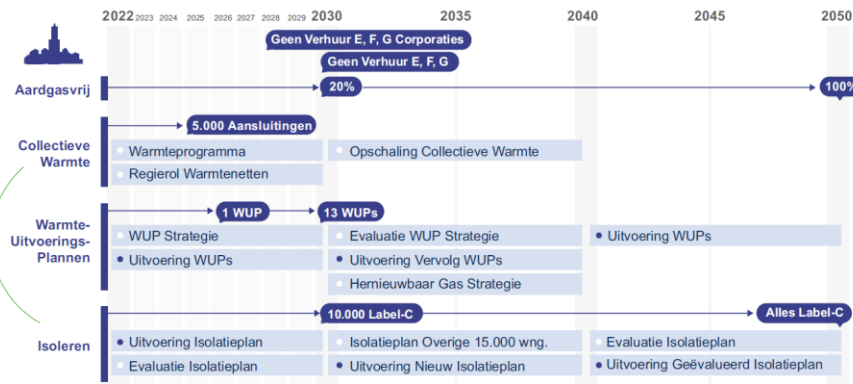 2022 2023 2024 2025 2026 2027 2028 2029 2030 2035 2040 2045 2050
Geen Verhuur E, F, G Corporaties
Geen Verhuur E, F, G
Aardgasvrij
20%
100%
5.000 Aansluitingen
Collectieve
Warmte
Warmteprogramma
Opschaling Collectieve Warmte
Regierol Warmtenetten
1 WUP
13 WUPs
Warmte-
Uitvoerings-
Plannen
WUP Strategie
Evaluatie WUP Strategie
Uitvoering WUPs
Uitvoering WUPs
Uitvoering Vervolg WUPs
Hernieuwbaar Gas Strategie
10.000 Label-C
Alles Label-C
Isoleren
Uitvoering Isolatieplan
Isolatieplan Overige 15.000 wng.
Evaluatie Isolatieplan
Evaluatie Isolatieplan
Uitvoering Nieuw Isolatieplan
Uitvoering Geëvalueerd Isolatieplan